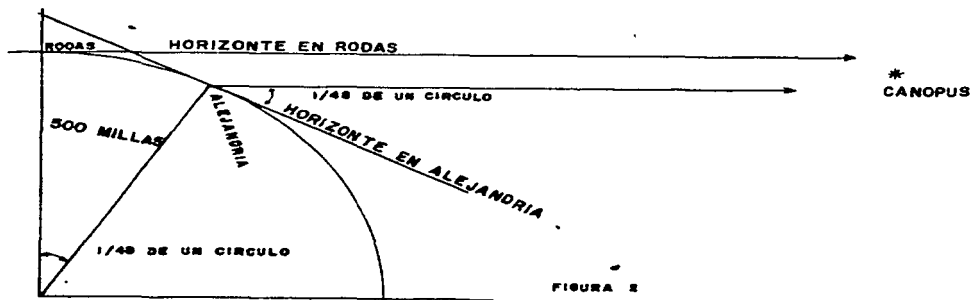 RODAS
HORIZONTE EN RODAS
*
CANOPUS
1/48 DE UN CIRCULO
ALEJANDRIA
HORIZONTE EN ALEJANDRIA
500 MILLAS
1/48 DE UN CIRCULO
FIGURA 2